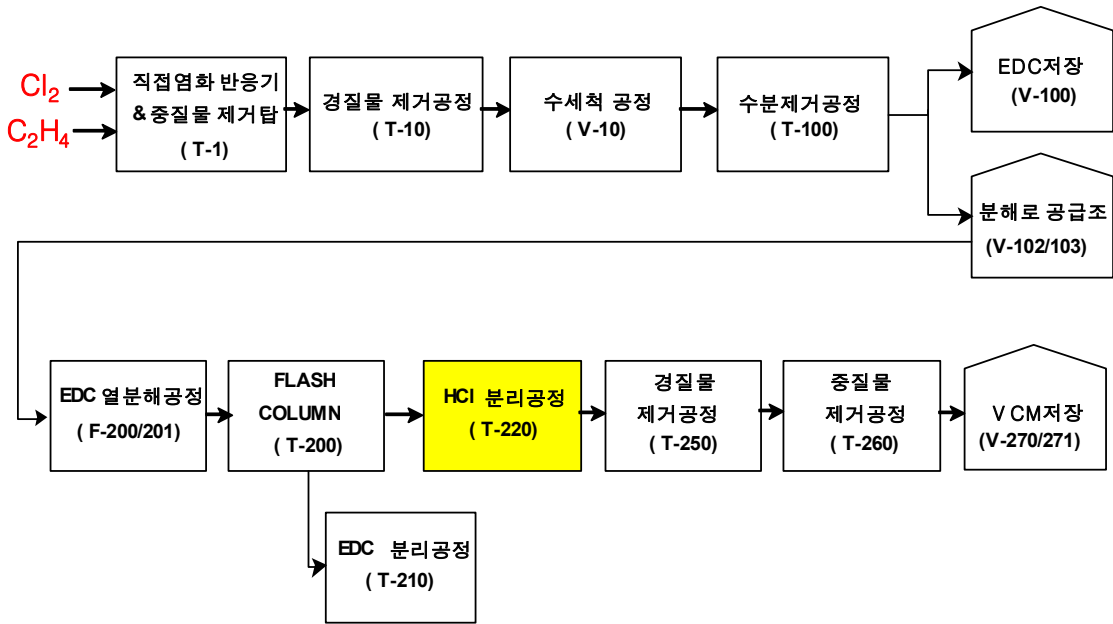 Cl₂
C₂H₄
직접염화 반응기
& 중질물 제거탑
( T-1)
경질물 제거공정
( T-10)
수세척 공정
( V-10)
수분제거공정
( T-100)
EDC저장
(V-100)
분해로 공급조
(V-102/103)
EDC 열분해공정
( F-200/201)
FLASH
COLUMN
( T-200)
HCl 분리공정
( T-220)
경질물
제거공정
( T-250)
중질물
제거공정
( T-260)
V CM저장
(V-270/271)
EDC 분리공정
( T-210)